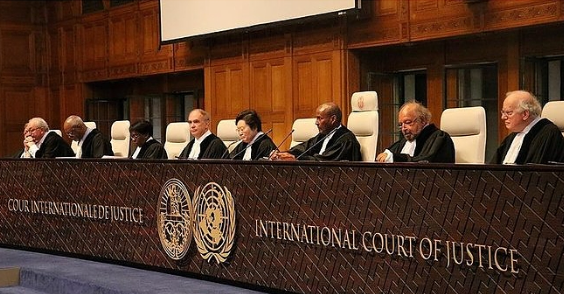 COUR INTERNATIONALE DE JUSTICE
INTERNATIONAL COURT OF JUSTICE